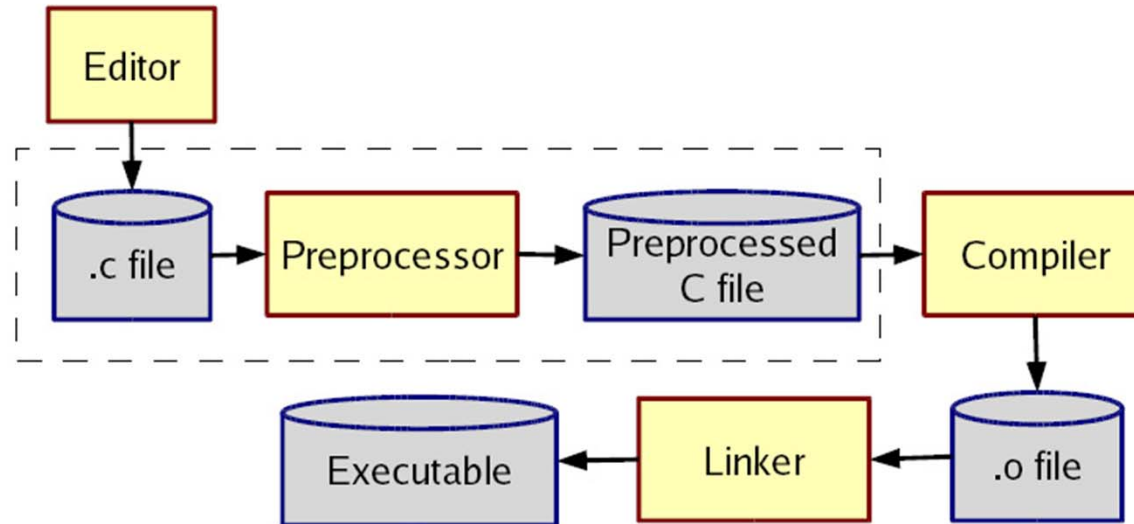 Editor
.c file
Preprocessor
Preprocessed
C file
Compiler
Executable
Linker
.o file